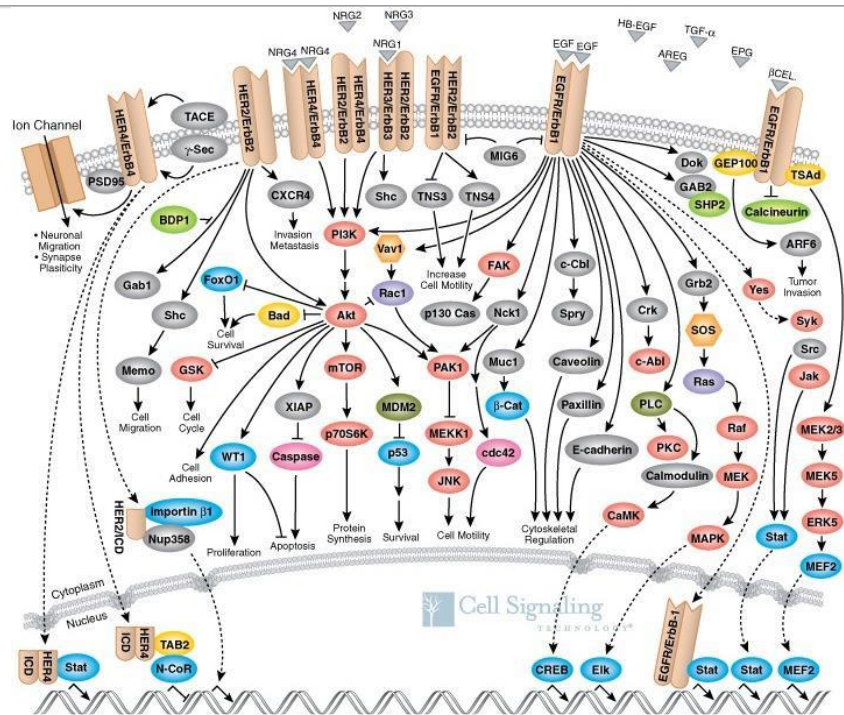 NRG2
NRG3
NRG4
NRG4
NRG1
EGF
EGF
HB-EGF
TGF-α
AREG
EPG
βCEL.
Ion Channel
HER4/ErbB4
TACE
γ-Sec
PSD95
HER2/ErbB2
HER4/ErbB4
HER2/ErbB2
HER4/ErbB4
HER3/ErbB3
HER2/ErbB2
EGFR/ErbB1
HER2/ErbB2
EGFR/ErbB1
EGFR/ErbB1
MIG6
Dok
GEP100
GAB2
SHP2
TSAd
Calcineurin
• Neuronal
Migration
• Synapse
Plasiticity
BDP1
CXCR4
Invasion
Metastasis
Shc
TNS3
TNS4
PI3K
Vav1
Increase
Cell Motility
FAK
c-Cbl
ARF6
Tumor
Invasion
Gab1
FoxO1
Shc
Bad
Cell
Survival
Akt
Rac1
p130 Cas
Nck1
Spry
Crk
Grb2
Yes
SOS
Syk
Src
Jak
Memo
GSK
mTOR
PAK1
Muc1
Caveolin
c-Abl
Ras
Cell
Migration
Cell
Cycle
XIAP
MDM2
β-Cat
Paxillin
PLC
Raf
MEK2/3
Cell
Adhesion
WT1
Caspase
p70S6K
p53
MEKK1
cdc42
E-cadherin
PKC
Calmodulin
MEK
MEK5
JNK
CaMK
MAPK
ERK5
HER2/ICD
importin β1
Nup358
Proliferation
Apoptosis
Protein
Synthesis
Survival
Cell Motility
Cytoskeletal
Regulation
Stat
MEF2
Cytoplasm
Nucleus
Cell Signaling
TECHNOLOGY®
ICD
HER4
Stat
ICD
HER4
TAB2
N-CoR
CREB
Elk
EGFR/ErbB-1
Stat
Stat
MEF2